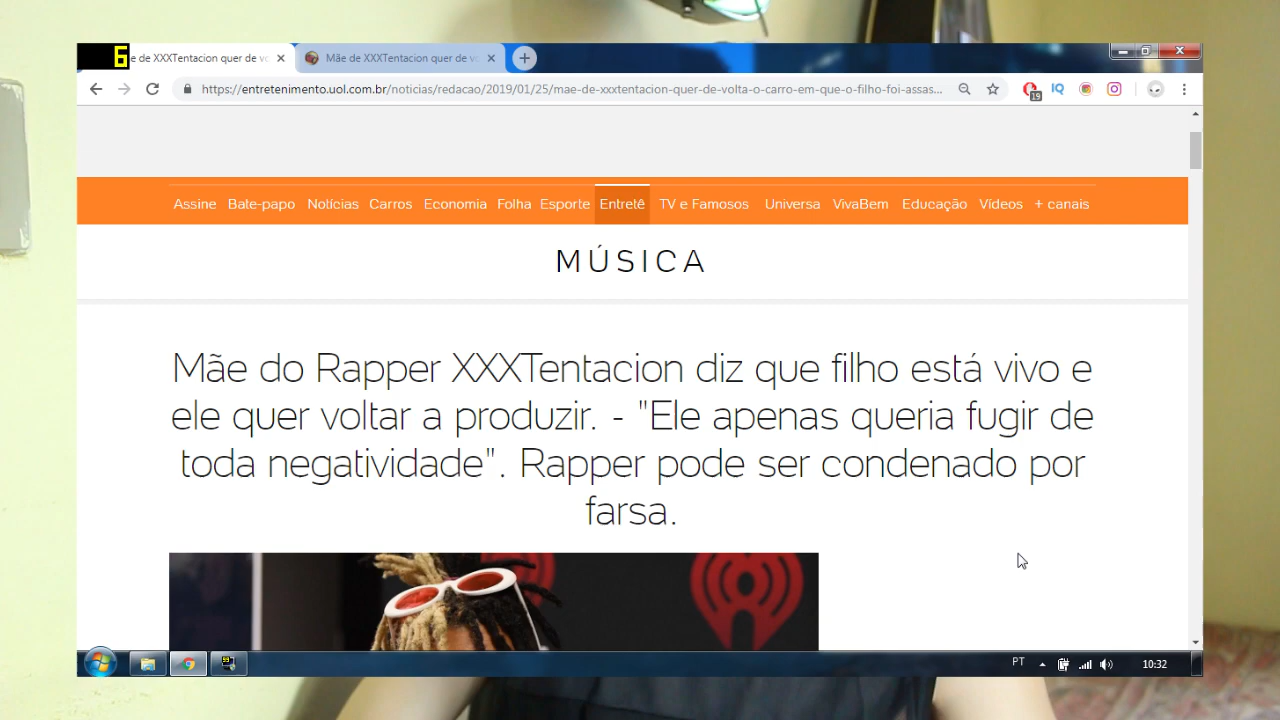 6
e de XXXTentacion quer de vo
Mãe de XXXTentacion quer de vo
https://entretenimento.uol.com.br/noticias/redacao/2019/01/25/mae-de-xxxtentacion-quer-de-volta-o-carro-em-que-o-filho-foi-assas...
19
IQ
Assine Bate-papo Notícias Carros Economia Folha Esporte Entretê TV e Famosos Universa VivaBem Educação Vídeos + canais
MÚSICA
Mãe do Rapper XXXTentacion diz que filho está vivo e
ele quer voltar a produzir. - "Ele apenas queria fugir de
toda negatividade". Rapper pode ser condenado por
farsa.
PT
10:32